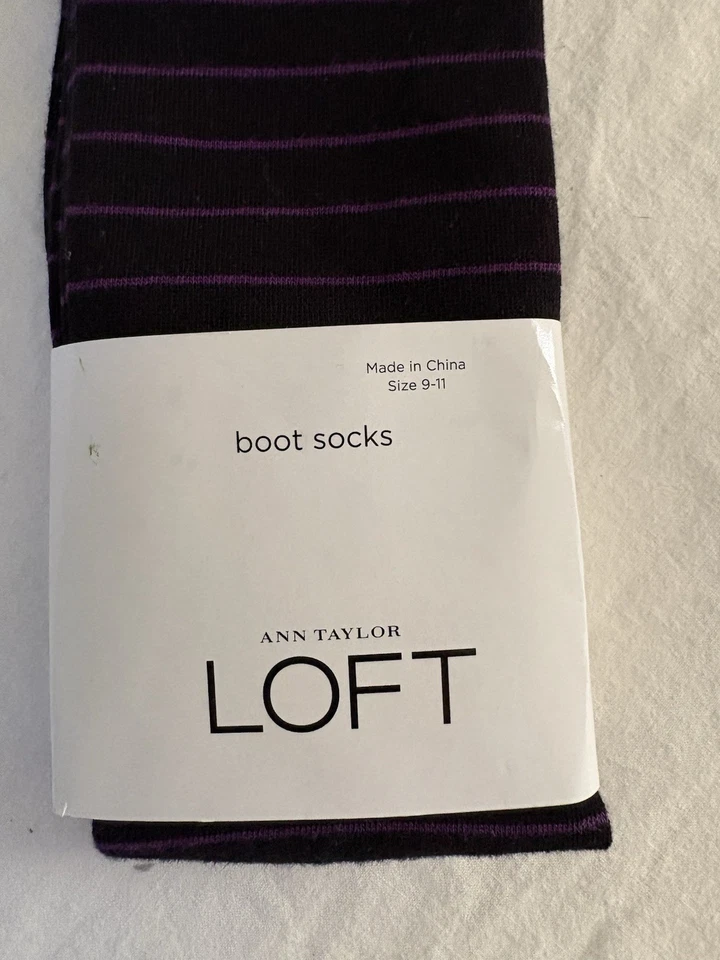 Made in China
Size 9-11
boot socks
ANN TAYLOR
LOFT